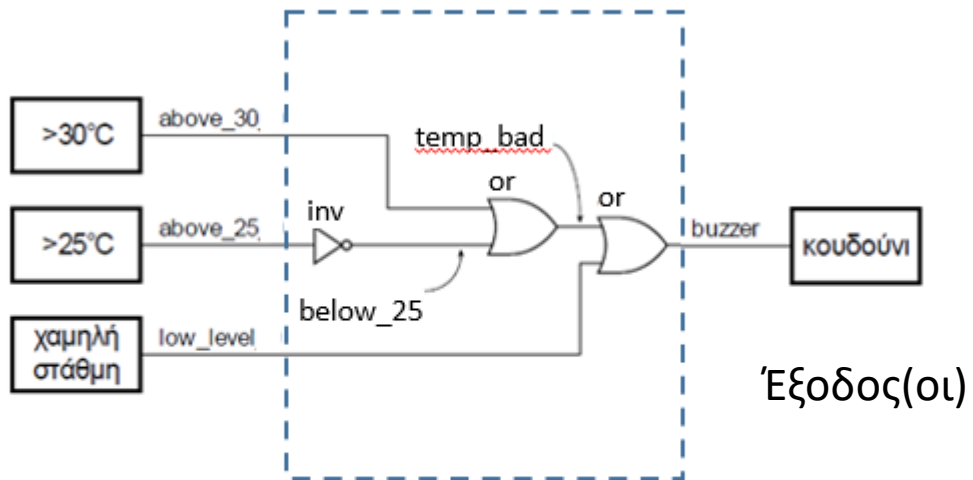 >30°C
above_30
temp_bad
or
or
inv
>25°C
above_25
buzzer
κουδούνι
below_25
χαμηλή
στάθμη
low_level
Έξοδος(οι)